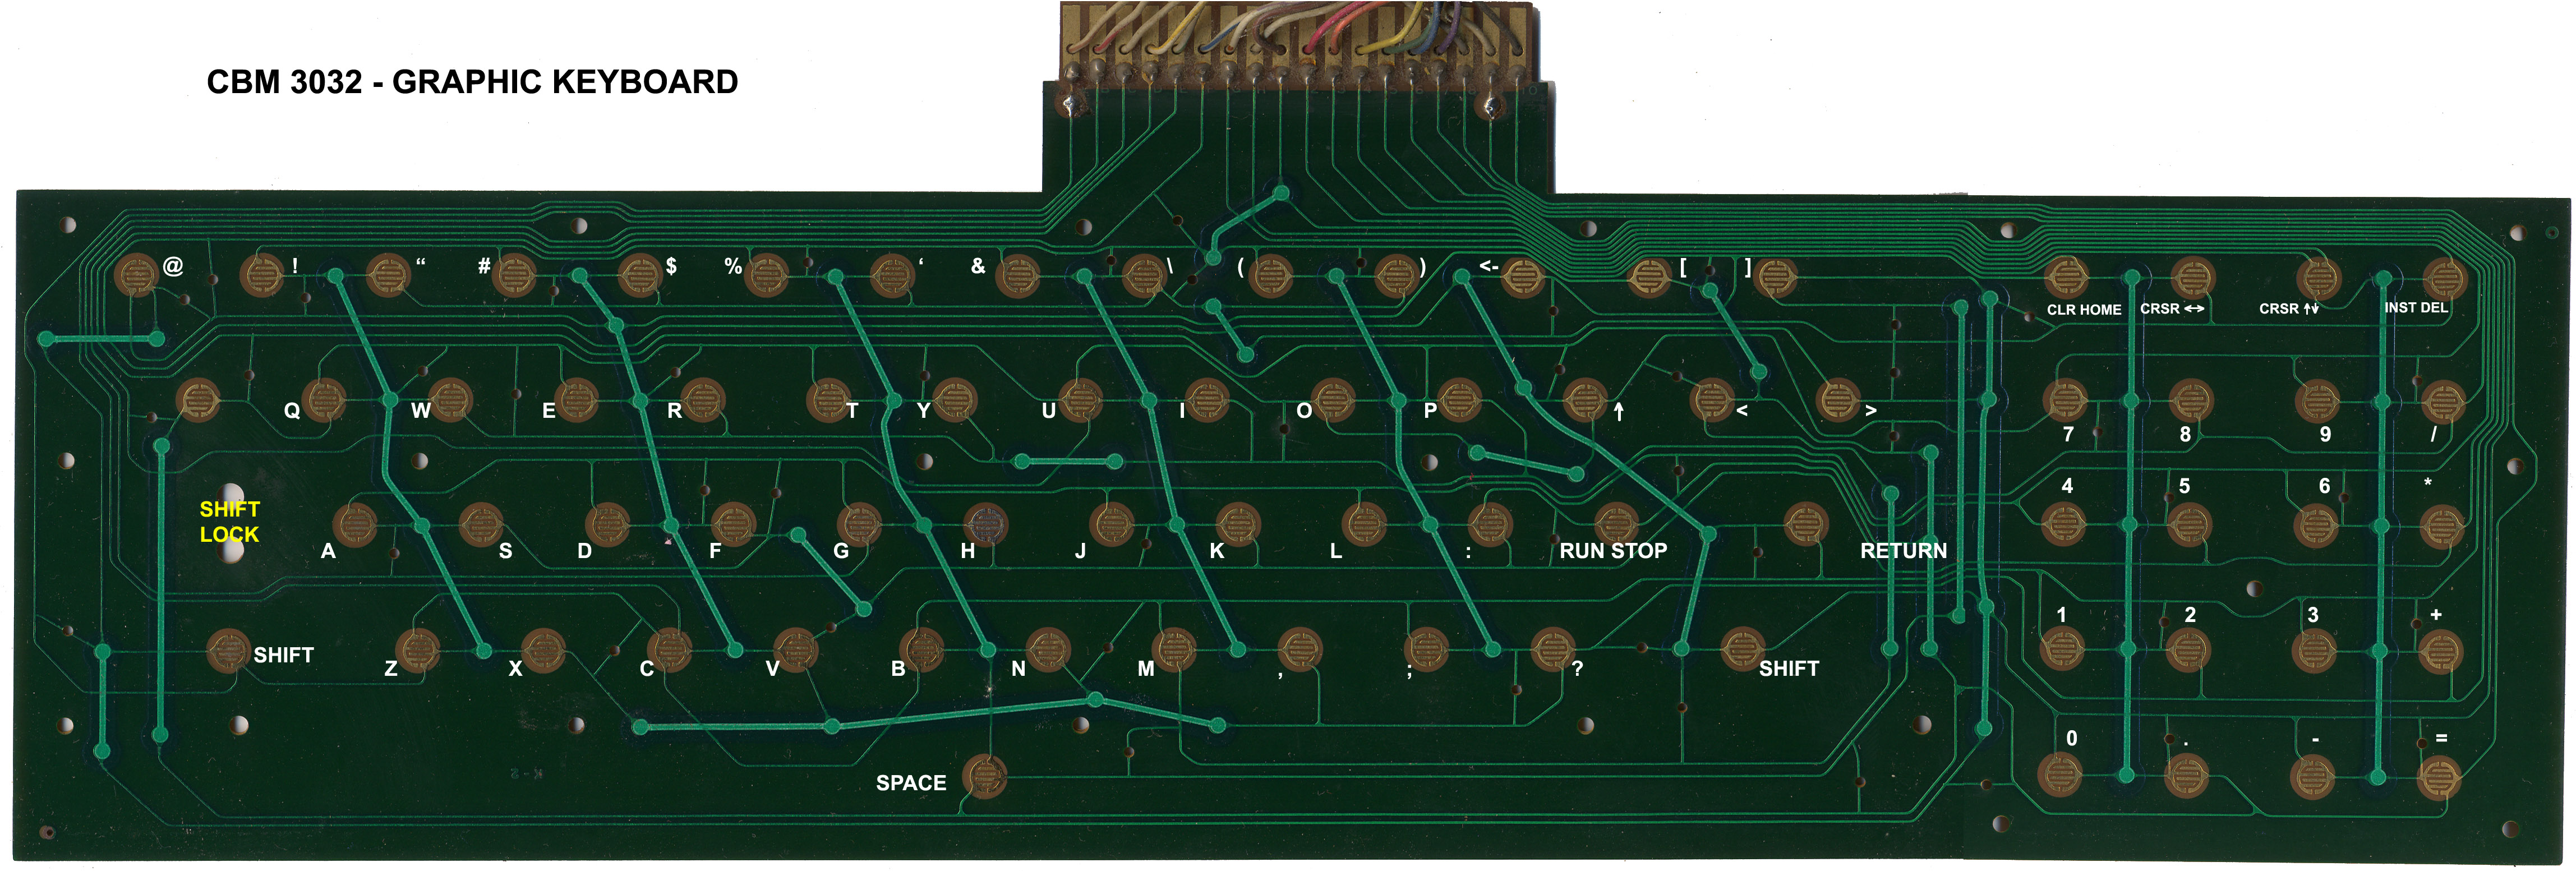 CBM 3032 - GRAPHIC KEYBOARD
@ ! “ # $ % ‘ & \ ( ) <- [ ]
CLR HOME CRSR ↔ CRSR ↑↓ INST DEL
Q W E R T Y U I O P ↑ < >
7 8 9 /
4 5 6 *
SHIFT
LOCK
A S D F G H J K L : RUN STOP RETURN
1 2 3 +
SHIFT Z X C V B N M , ; ? SHIFT
0 . - =
SPACE